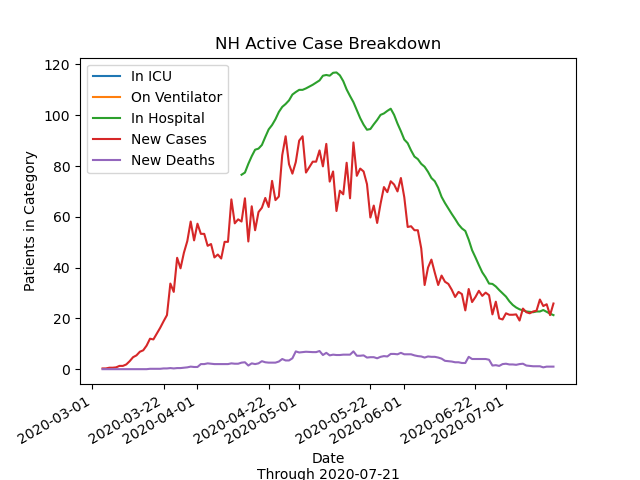 NH Active Case Breakdown
120
100
80
60
40
20
0
Patients in Category
In ICU
On Ventilator
In Hospital
New Cases
New Deaths
2020-03-01
2020-03-22
2020-04-01
2020-04-22
2020-05-01
2020-05-22
2020-06-01
2020-06-22
2020-07-01
Date
Through 2020-07-21